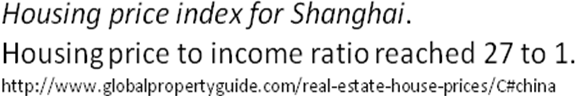 Housing price index for Shanghai.
Housing price to income ratio reached 27 to 1.
http://www.globalpropertyguide.com/real-estate-house-prices/C#china